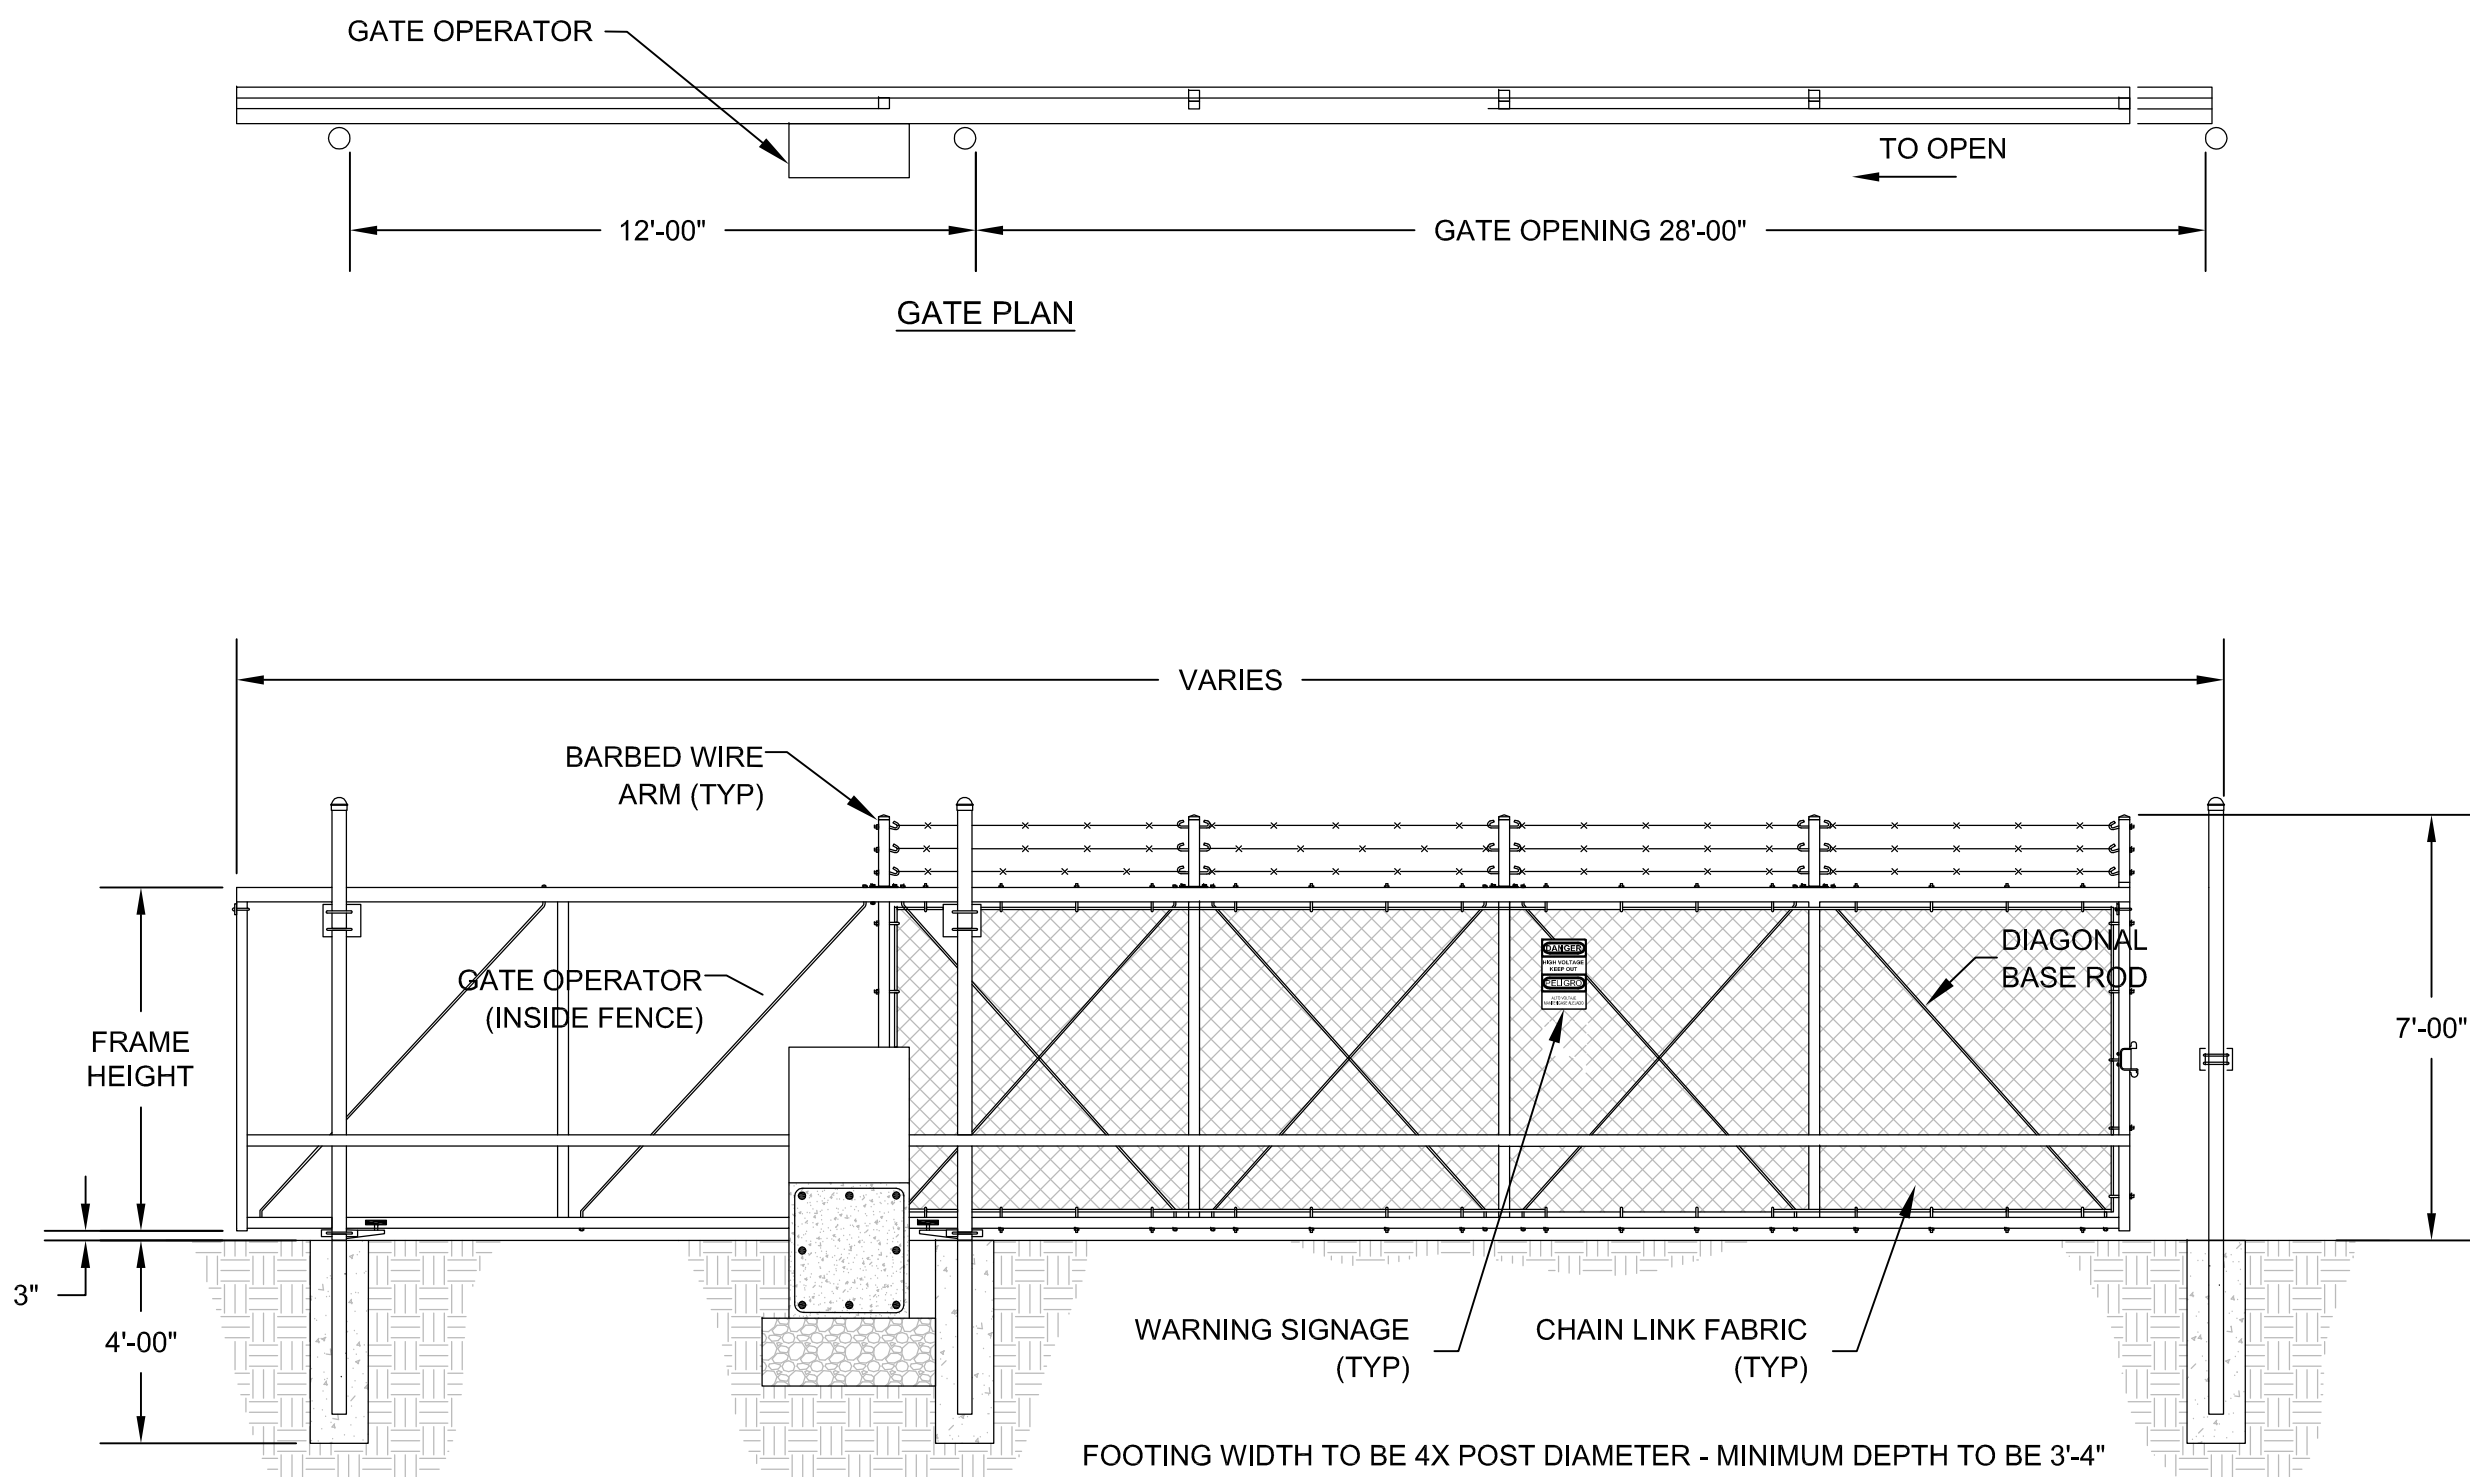 GATE OPERATOR
TO OPEN
12'-00"
GATE OPENING 28'-00"
GATE PLAN
VARIES
BARBED WIRE
ARM (TYP)
GATE OPERATOR
(INSIDE FENCE)
DANGER
HIGH VOLTAGE
KEEP OUT
PELIGRO
DIAGONAL
BASE ROD
FRAME
HEIGHT
7'-00"
3"
4'-00"
WARNING SIGNAGE
(TYP)
CHAIN LINK FABRIC
(TYP)
FOOTING WIDTH TO BE 4X POST DIAMETER - MINIMUM DEPTH TO BE 3'-4"